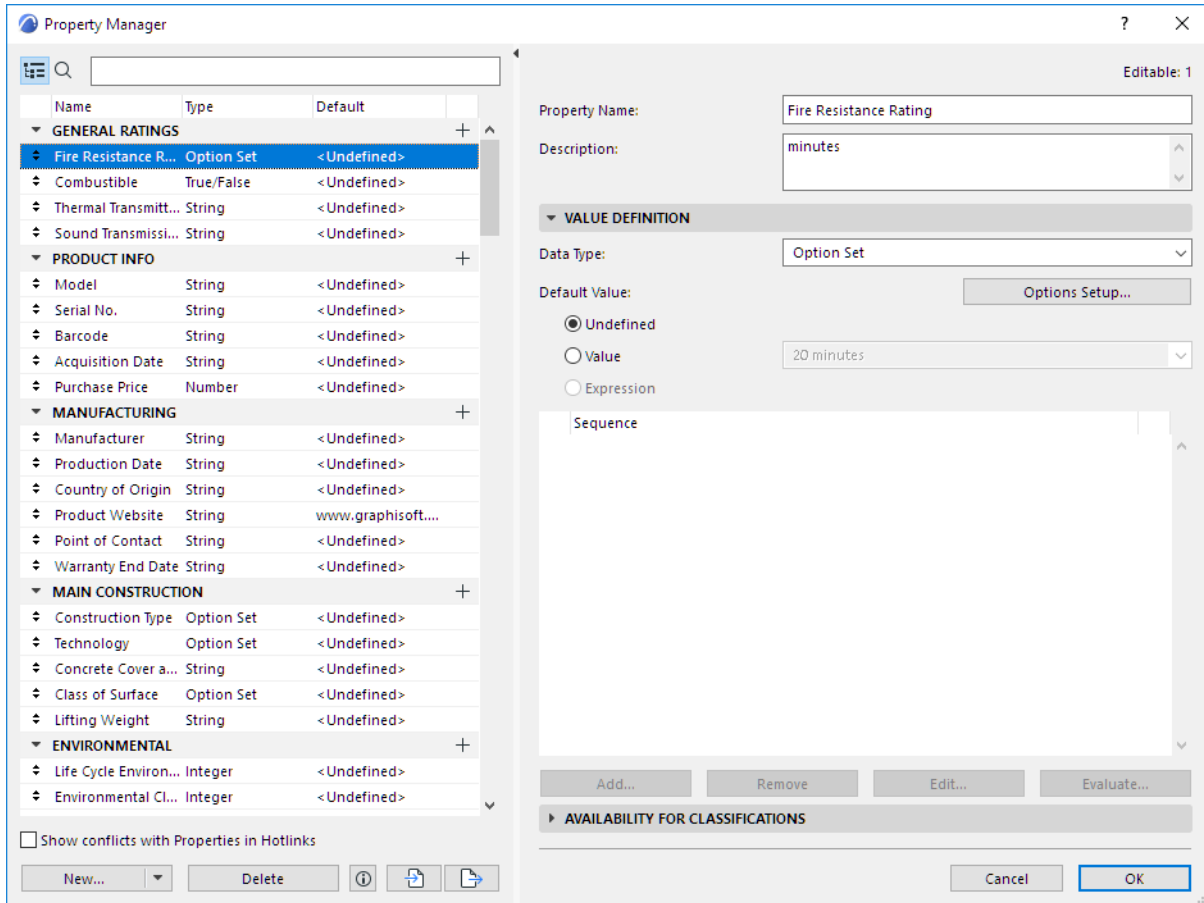 Property Manager
?
Editable: 1
Name Type Default
GENERAL RATINGS
Fire Resistance R... Option Set <Undefined>
Combustible True/False <Undefined>
Thermal Transmitt... String <Undefined>
Sound Transmissi... String <Undefined>
PRODUCT INFO
Model String <Undefined>
Serial No. String <Undefined>
Barcode String <Undefined>
Acquisition Date String <Undefined>
Purchase Price Number <Undefined>
MANUFACTURING
Manufacturer String <Undefined>
Production Date String <Undefined>
Country of Origin String <Undefined>
Product Website String www.graphisoft....
Point of Contact String <Undefined>
Warranty End Date String <Undefined>
MAIN CONSTRUCTION
Construction Type Option Set <Undefined>
Technology Option Set <Undefined>
Concrete Cover a... String <Undefined>
Class of Surface Option Set <Undefined>
Lifting Weight String <Undefined>
ENVIRONMENTAL
Life Cycle Environ... Integer <Undefined>
Environmental Cl... Integer <Undefined>
Show conflicts with Properties in Hotlinks
New... Delete
Property Name: Fire Resistance Rating
Description: minutes
VALUE DEFINITION
Data Type: Option Set
Default Value: Options Setup...
Undefined
Value 20 minutes
Expression
Sequence
Add... Remove Edit... Evaluate...
AVAILABILITY FOR CLASSIFICATIONS
Cancel OK